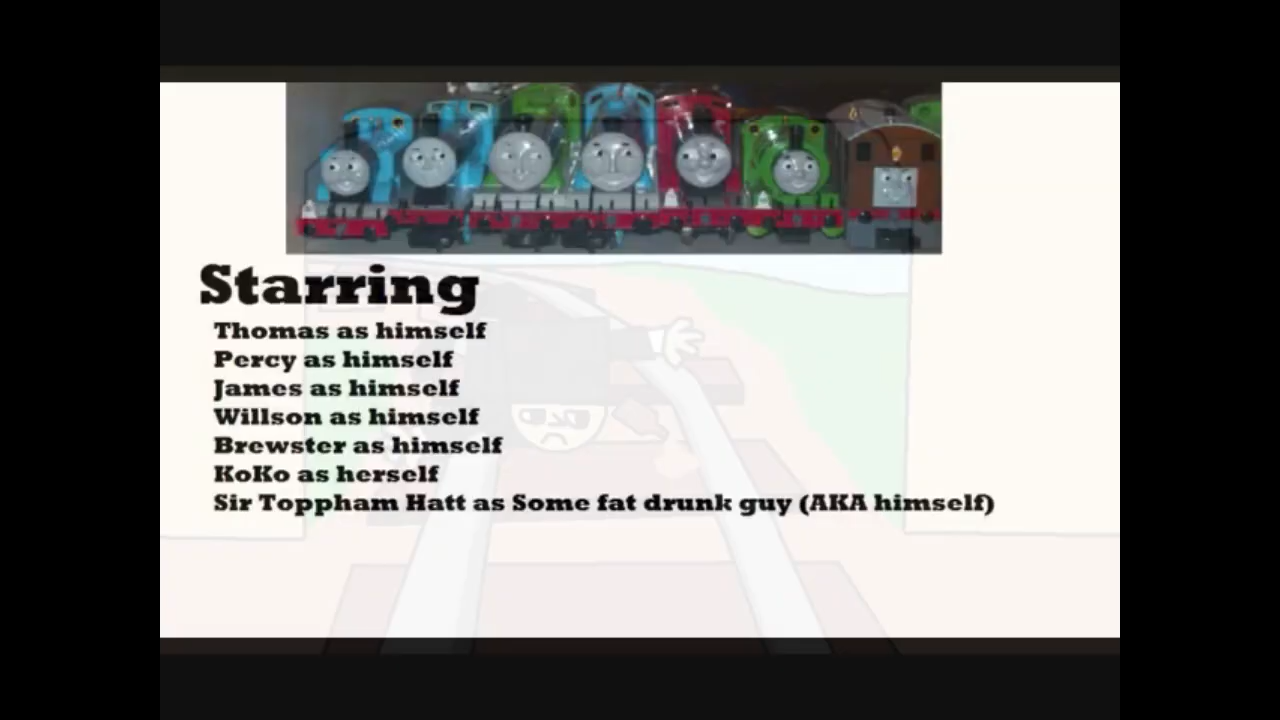 Starring
Thomas as himself
Percy as himself
James as himself
Willson as himself
Brewster as himself
KoKo as herself
Sir Toppham Hatt as Some fat drunk guy (AKA himself)